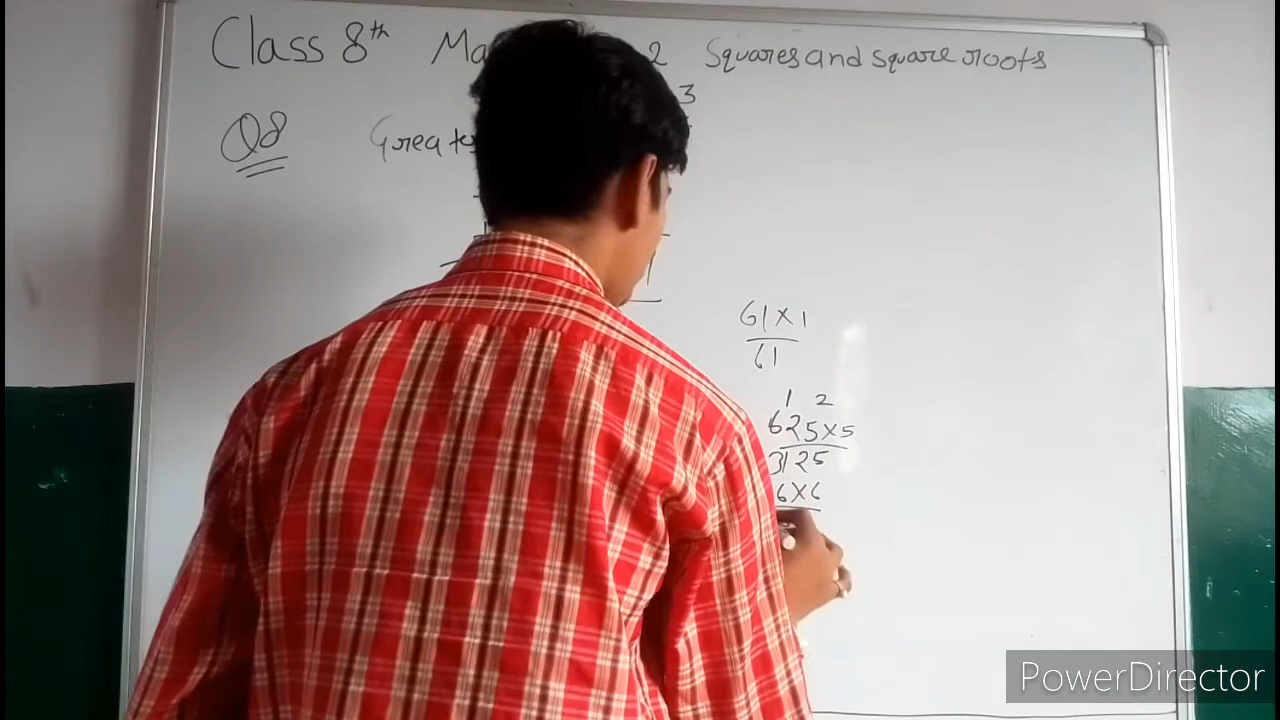 Class 8th Ma 2 Squares and square roots
3
Q8 Greate
61×1
61
1 2
625×5
3125
6×6
PowerDirector